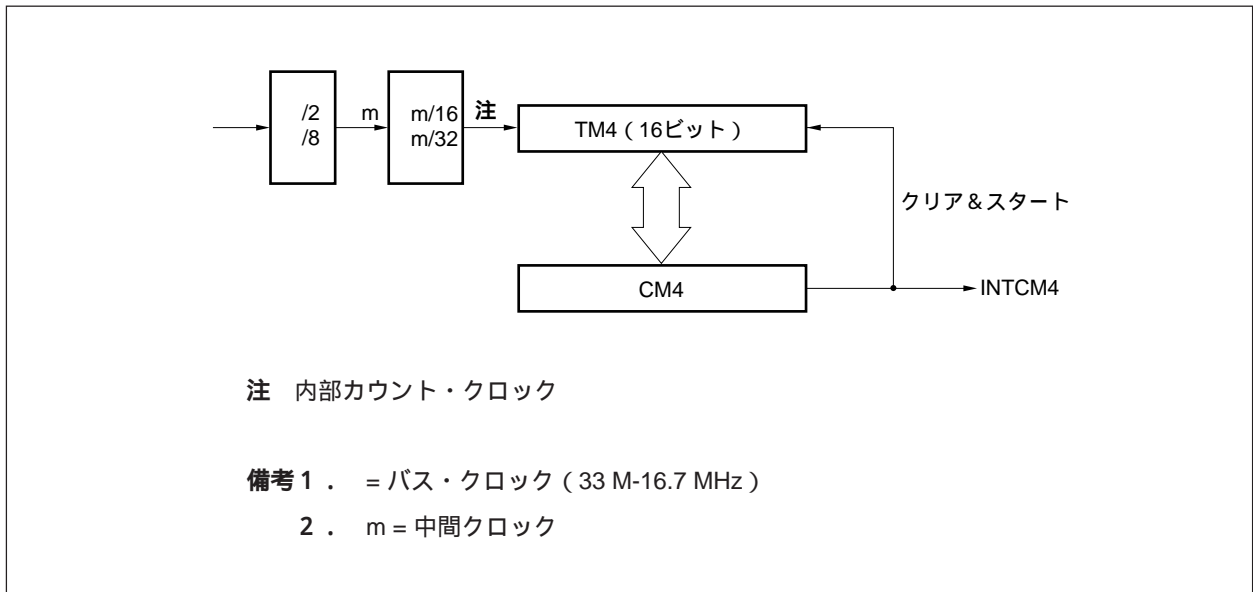 /2
/8
m
m/16
m/32
注
TM4（16ビット）
クリア＆スタート
CM4
INTCM4
注 内部カウント・クロック
備考1． = バス・クロック（33 M-16.7 MHz）
2． m = 中間クロック